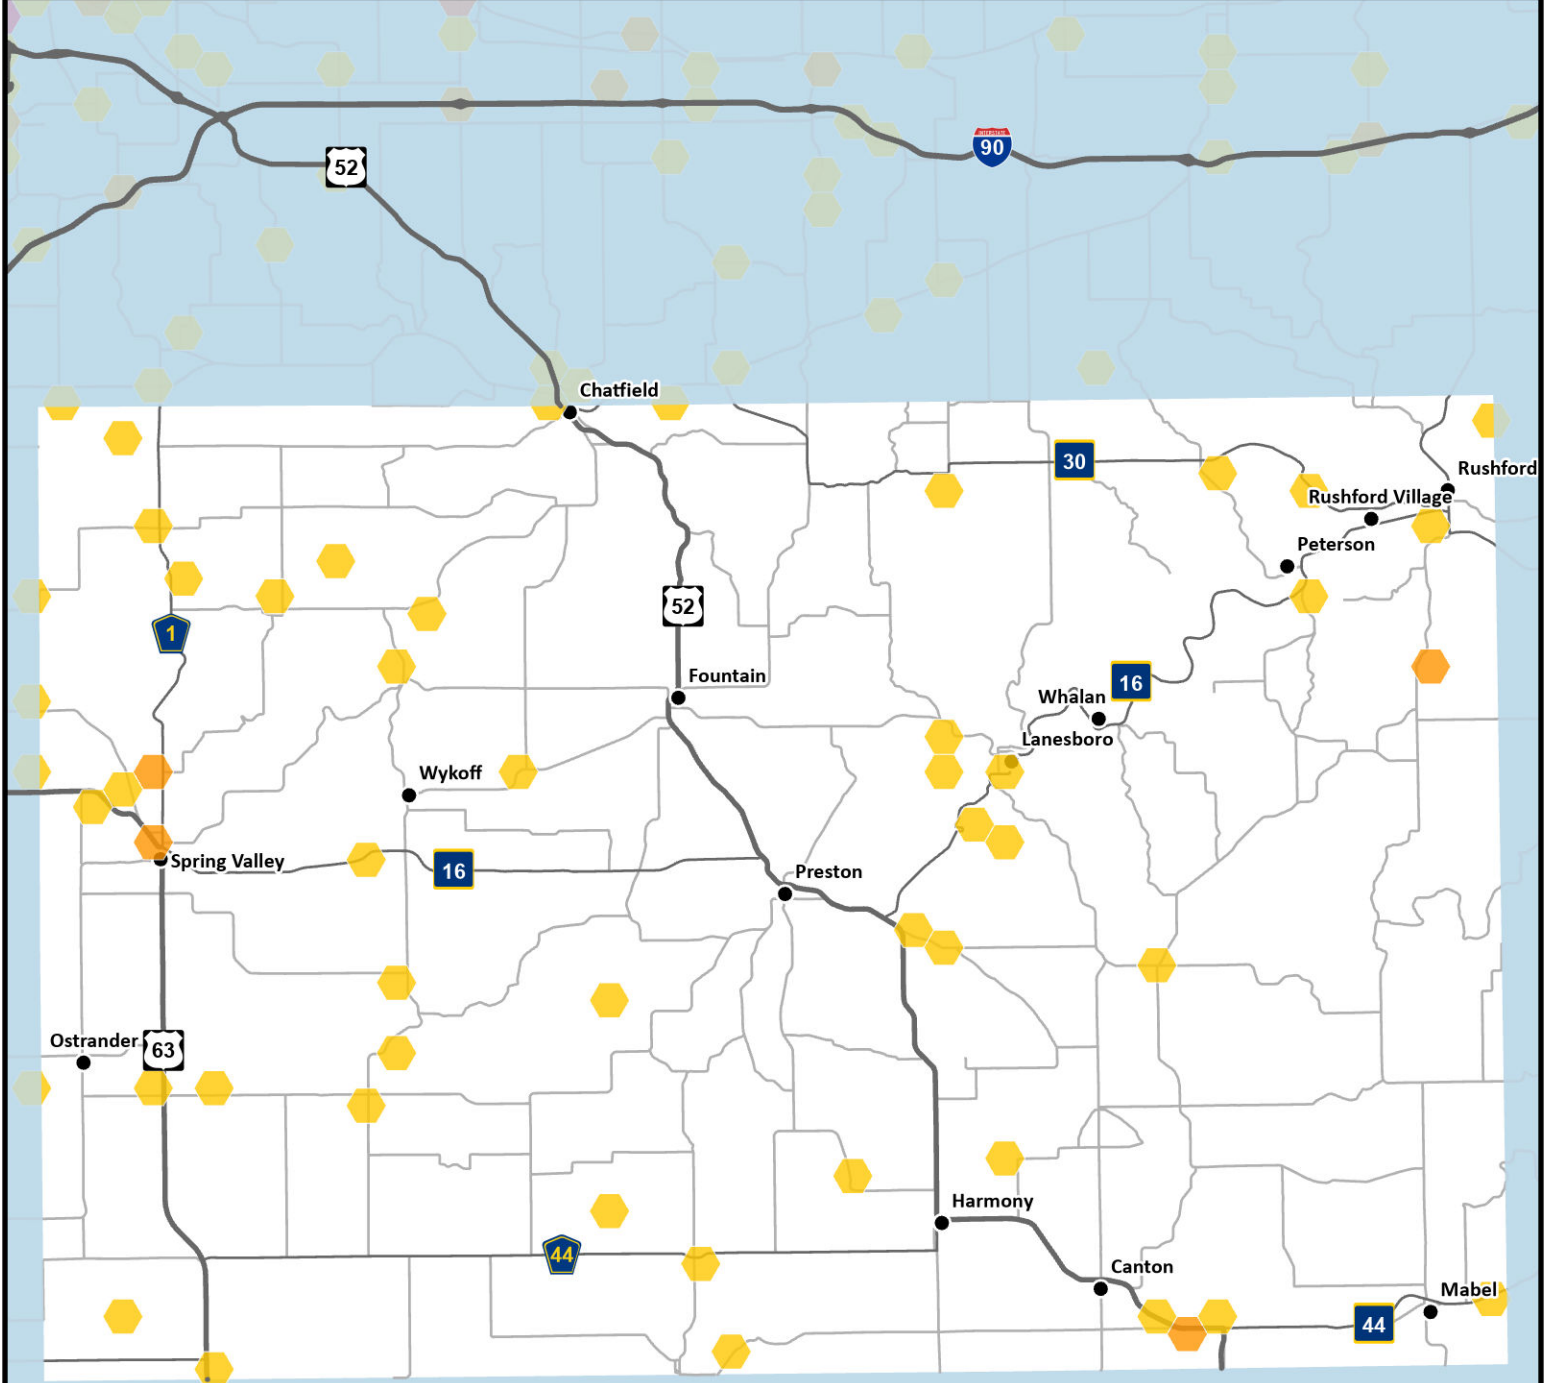 INTERSTATE
90
52
Chatfield
30
Rushford
Rushford Village
Peterson
52
1
Fountain
16
Whalan
Lanesboro
Wykoff
Spring Valley
16
Preston
Ostrander
63
Harmony
44
Canton
Mabel
44